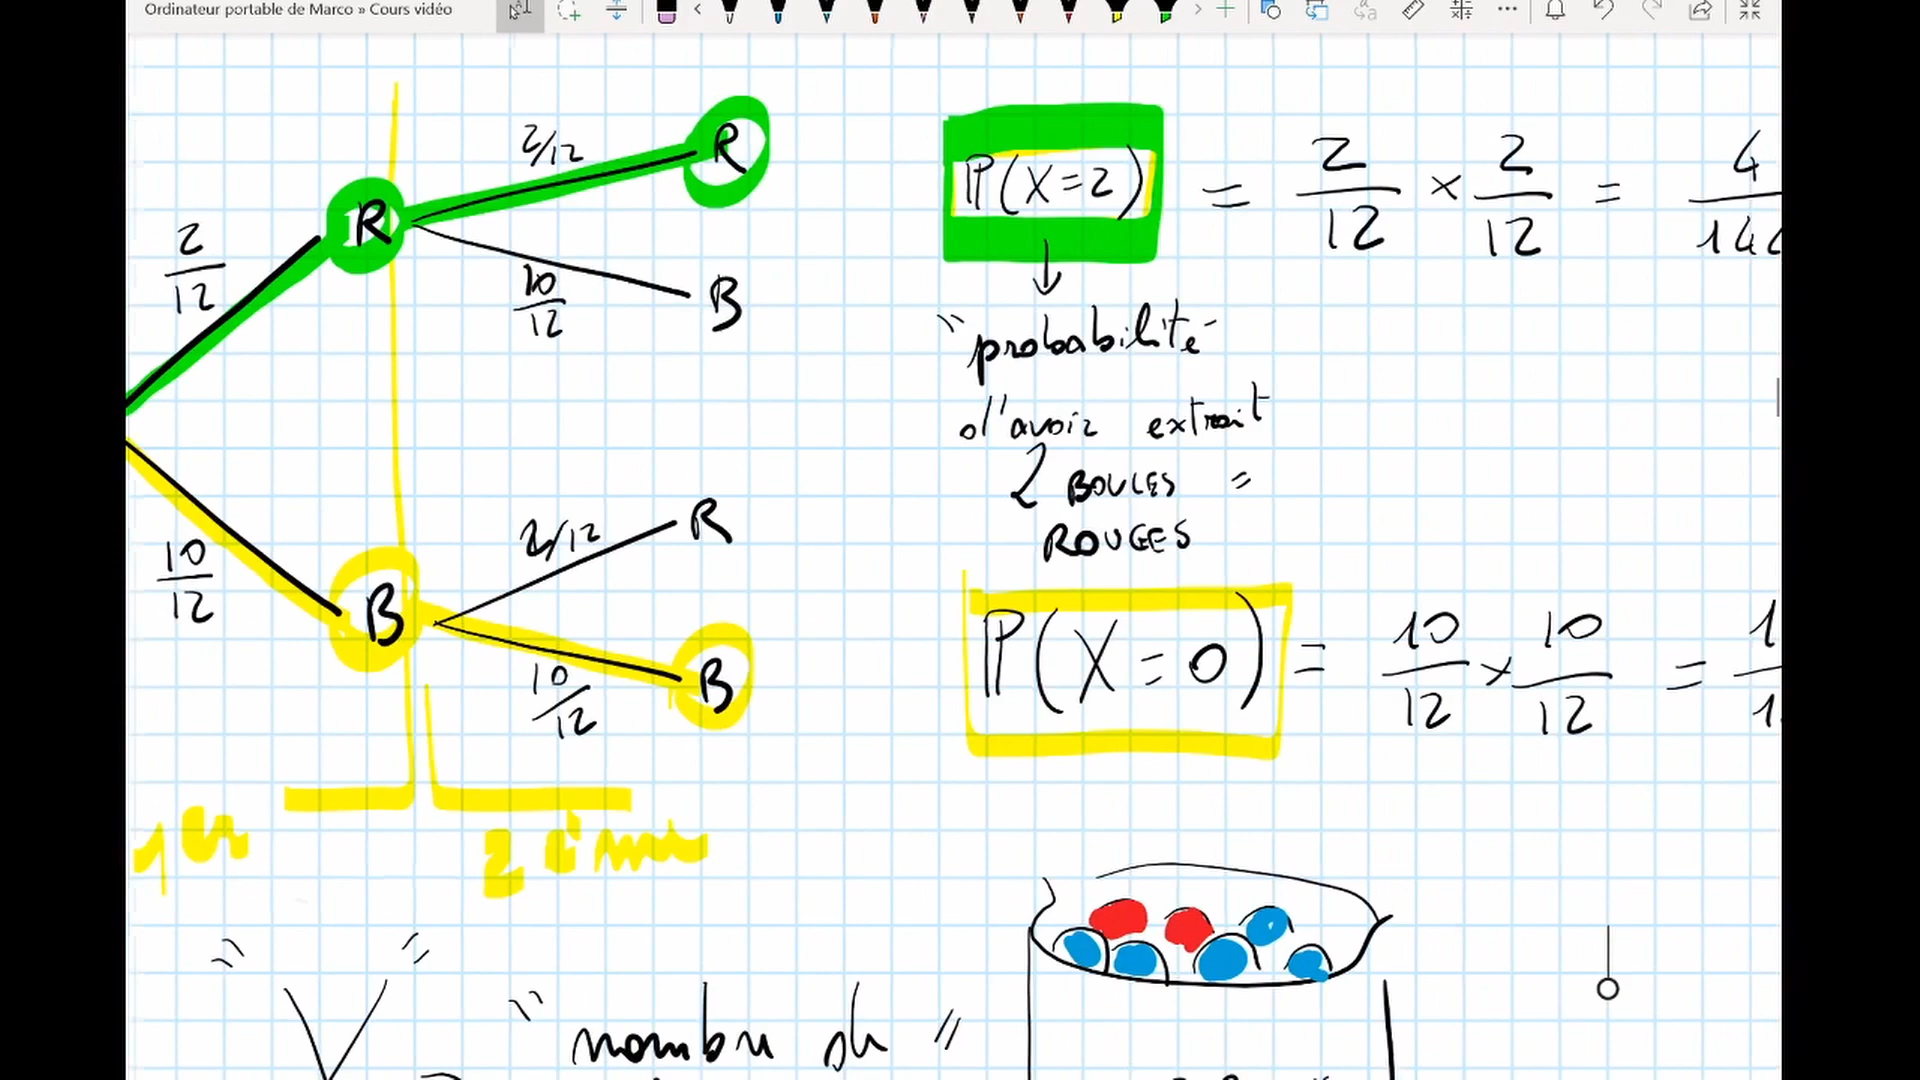 Ordinateur portable de Marco » Cours vidéo
2/12 R
R
2/12
10/12 B
10/12
B
2/12 R
10/12 B
1er 2ème
P(X=2) = 2/12 × 2/12 = 4/144
↓
"probabilité
d'avoir extrait
2 BOULES "
ROUGES
P(X=0) = 10/12 × 10/12 =
" X " " nombre de "